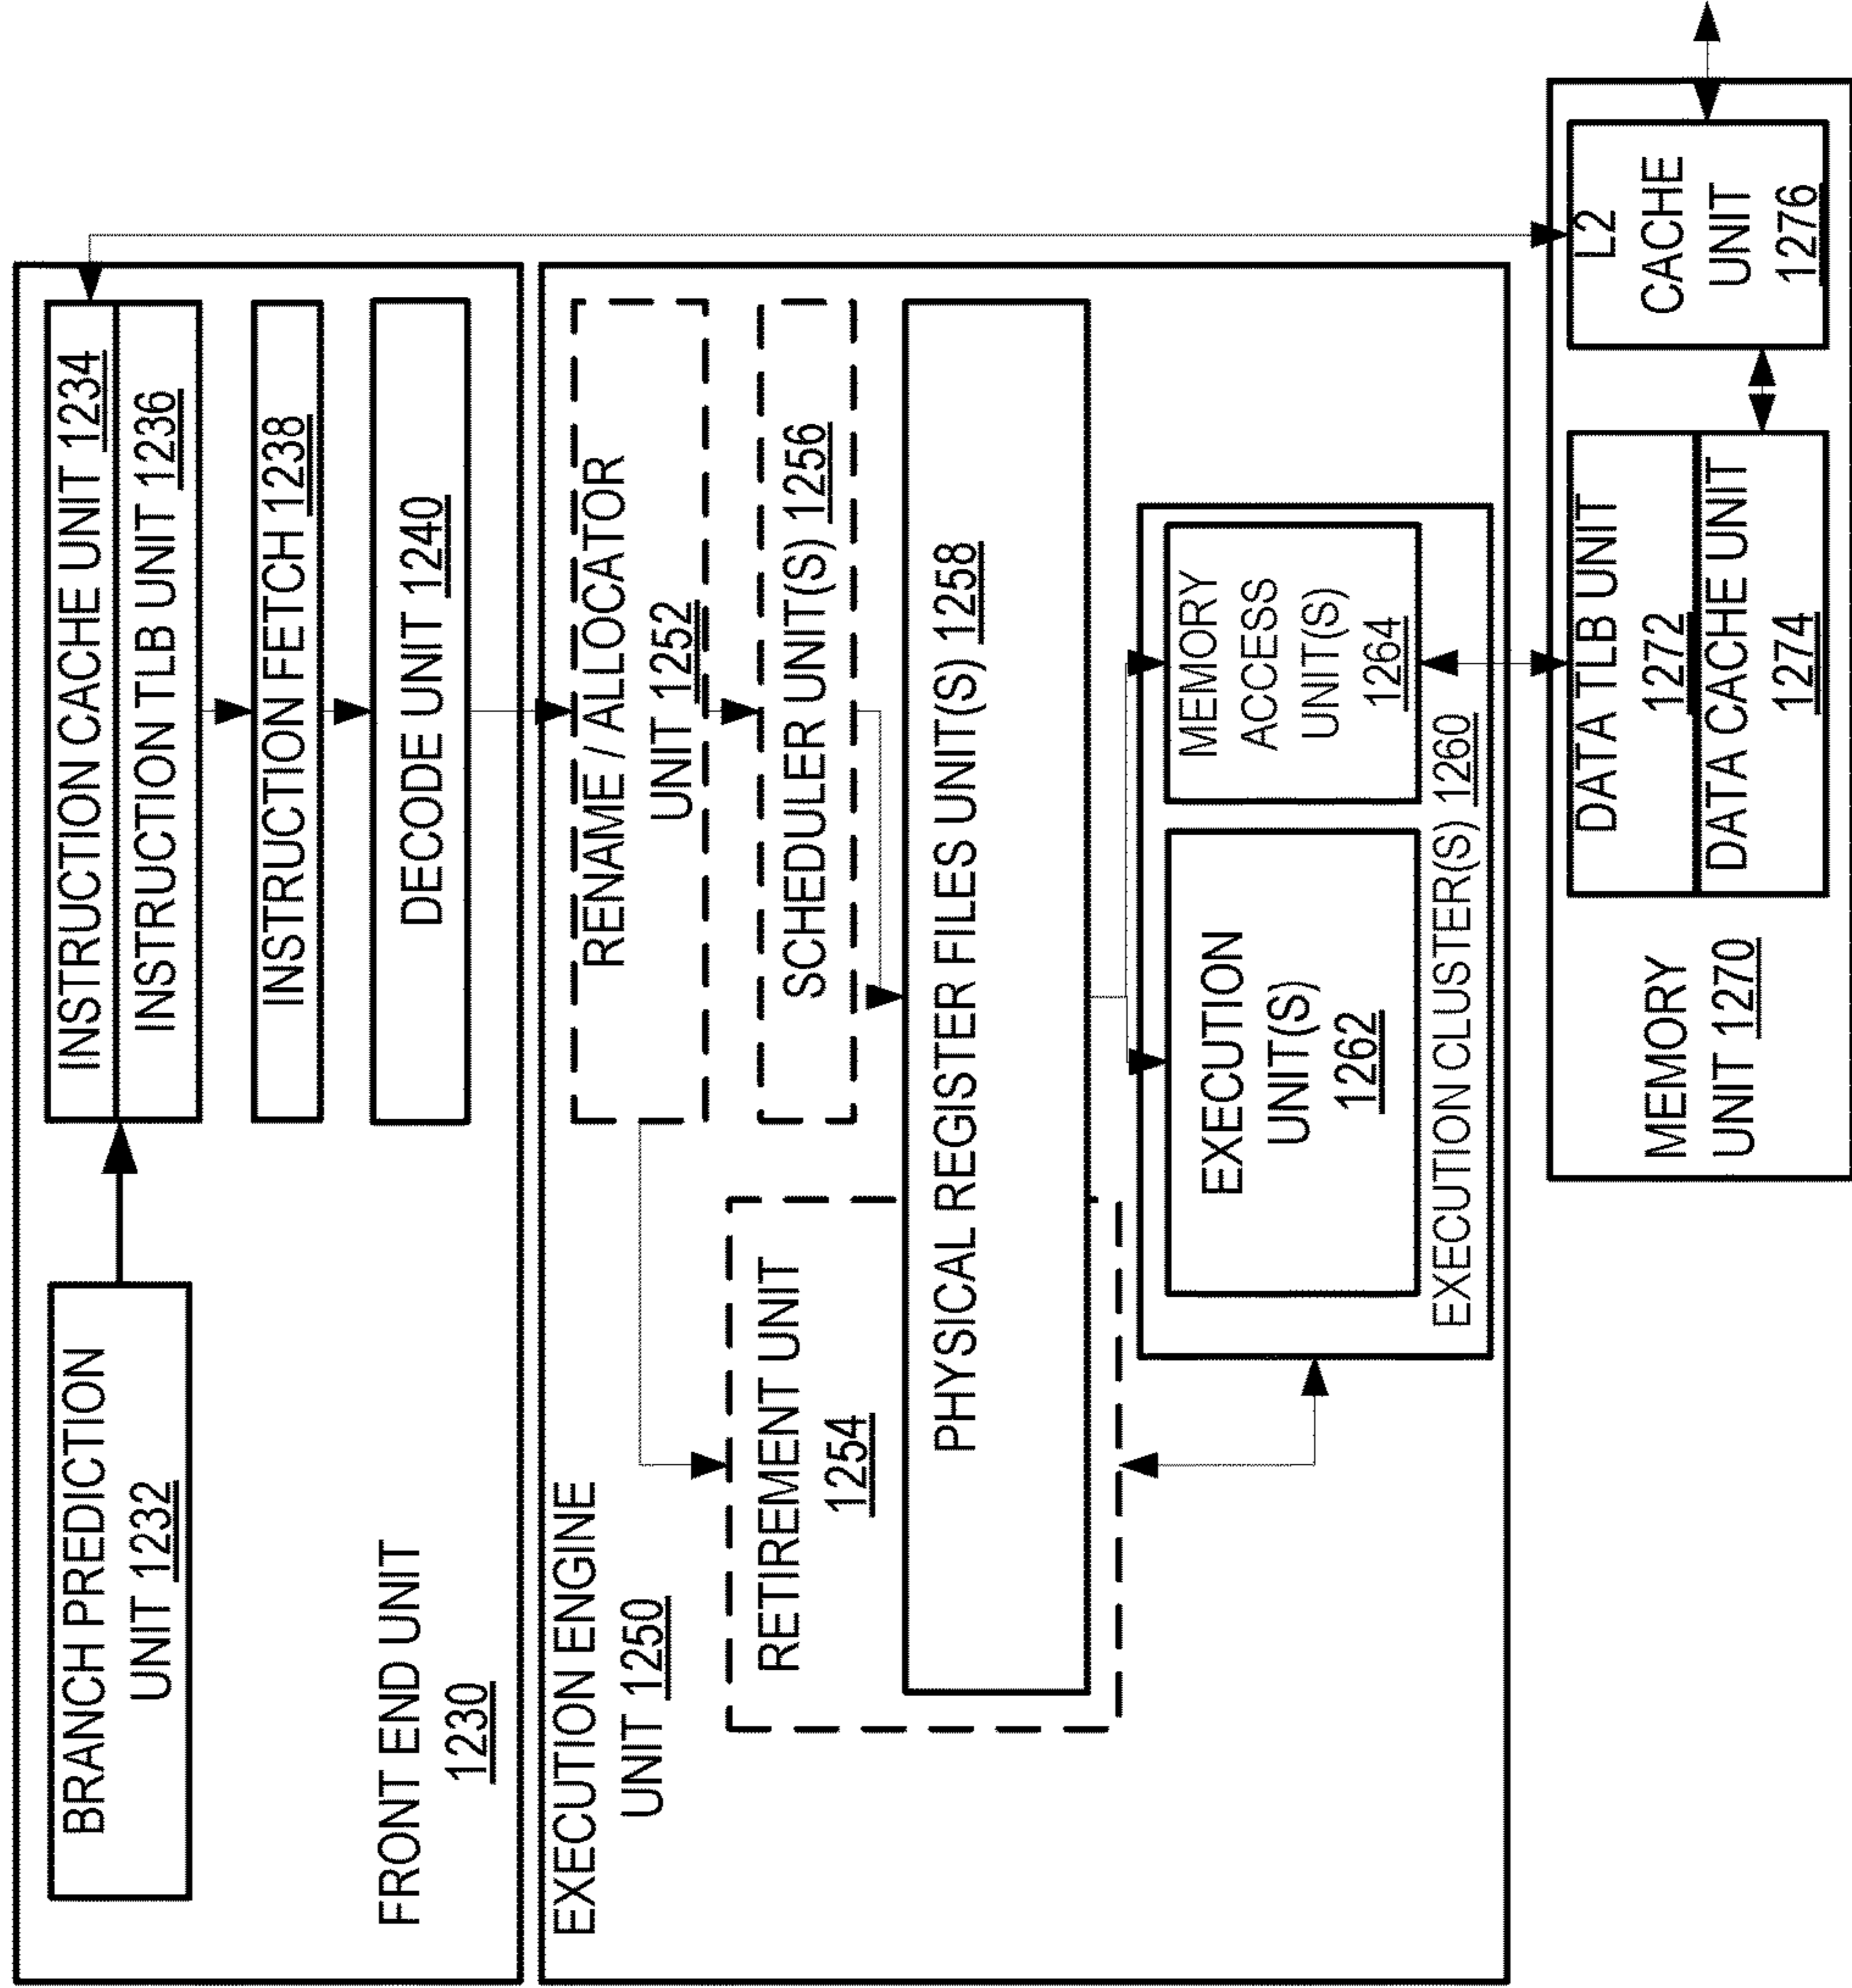 BRANCH PREDICTION
UNIT 1232
INSTRUCTION CACHE UNIT 1234
INSTRUCTION TLB UNIT 1236
INSTRUCTION FETCH 1238
DECODE UNIT 1240
FRONT END UNIT
1230
EXECUTION ENGINE
UNIT 1250
RENAME / ALLOCATOR
UNIT 1252
RETIREMENT UNIT
1254
SCHEDULER UNIT(S) 1256
PHYSICAL REGISTER FILES UNIT(S) 1258
EXECUTION
UNIT(S)
1262
MEMORY
ACCESS
UNIT(S)
1264
EXECUTION CLUSTER(S) 1260
MEMORY
UNIT 1270
DATA TLB UNIT
1272
DATA CACHE UNIT
1274
L2
CACHE
UNIT
1276